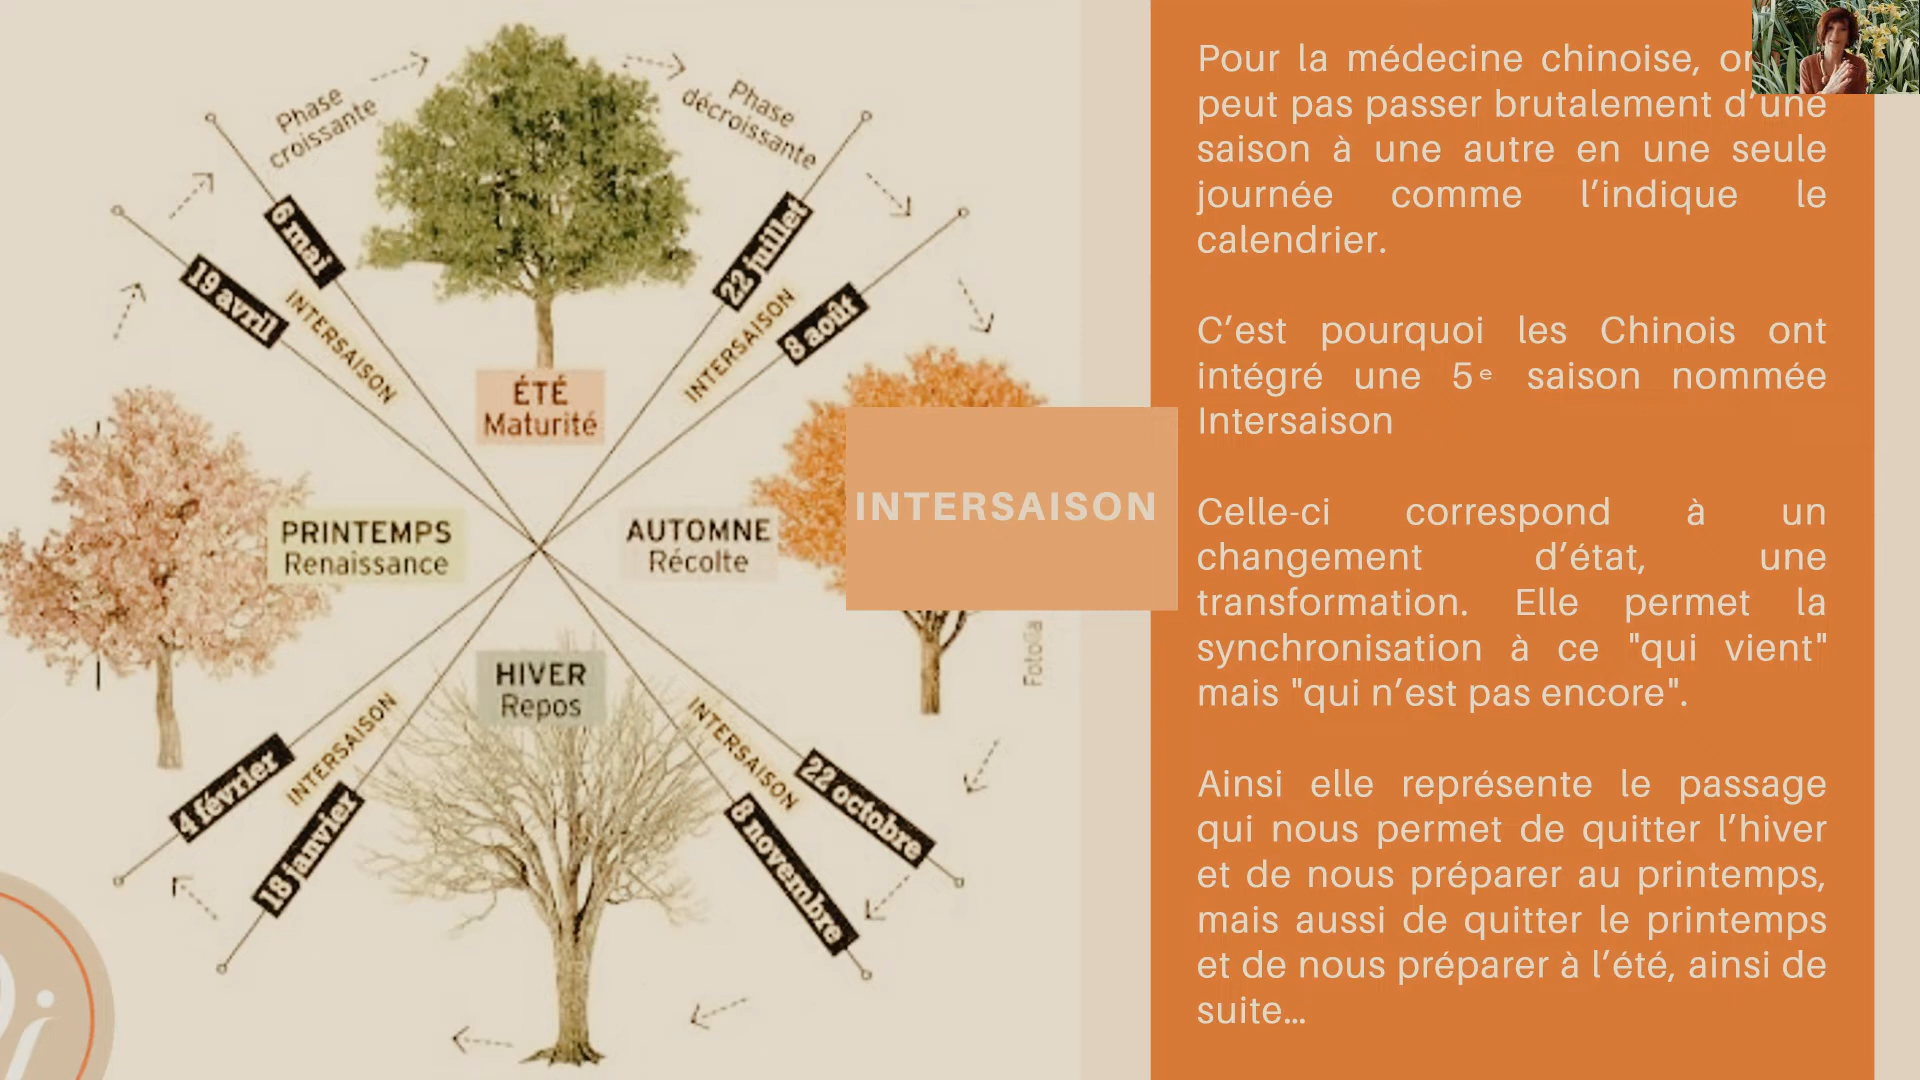 Phase
croissante
Phase
décroissante
6 mai
19 avril
INTERSAISON
22 juillet
8 août
INTERSAISON
ÉTÉ
Maturité
PRINTEMPS
Renaissance
AUTOMNE
Récolte
HIVER
Repos
4 février
18 janvier
INTERSAISON
22 octobre
8 novembre
INTERSAISON
Fotolia
INTERSAISON
Pour la médecine chinoise,
peut pas passer brutalement d’une
saison à une autre en une seule
journée comme l’indique le
calendrier.
C’est pourquoi les Chinois ont
intégré une 5e saison nommée
Intersaison
Celle-ci correspond à un
changement d’état, une
transformation. Elle permet la
synchronisation à ce "qui vient"
mais "qui n’est pas encore".
Ainsi elle représente le passage
qui nous permet de quitter l’hiver
et de nous préparer au printemps,
mais aussi de quitter le printemps
et de nous préparer à l’été, ainsi de
suite...